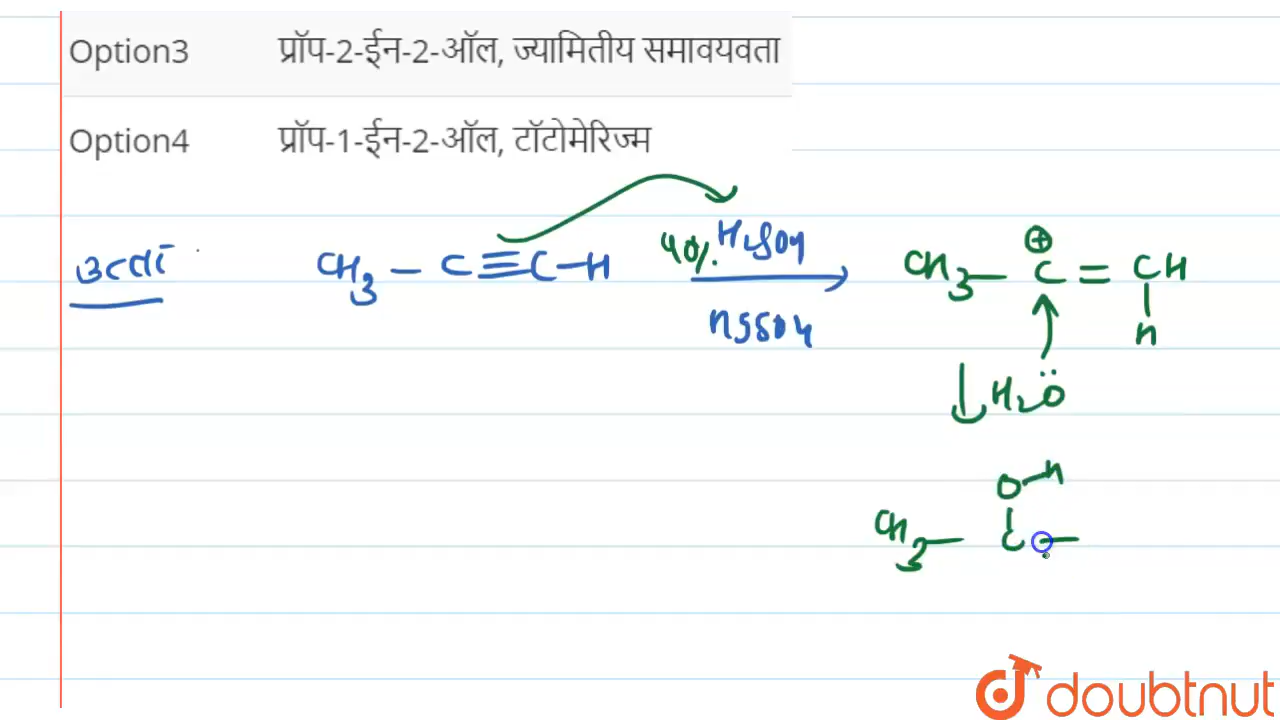 Option3 प्रॉप-2-ईन-2-ऑल, ज्यामितीय समावयवता
Option4 प्रॉप-1-ईन-2-ऑल, टॉटोमेरिज्म
उत्तर CH3 — C ≡ C — H
40%. H2SO4
HgSO4
CH3 — C = CH
⊕
H
H2O
O — H
CH3 — C —
doubtnut